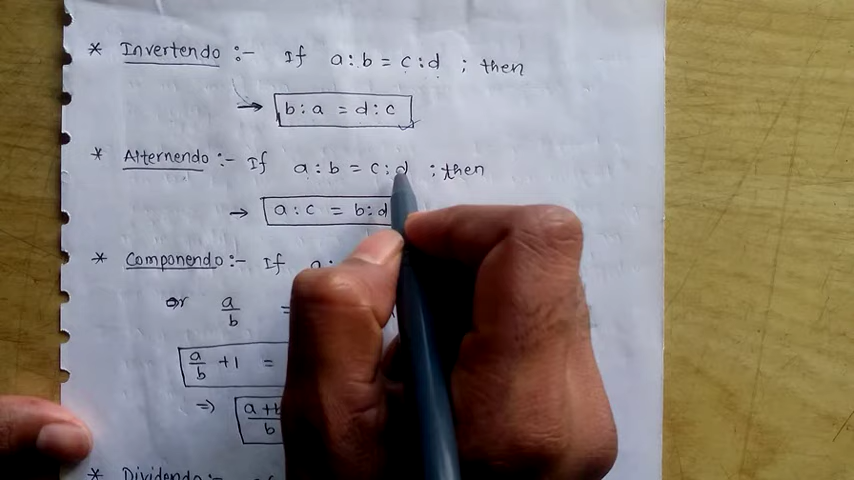 * Invertendo :- If a : b = c : d ; then
→ b : a = d : c
* Alternendo :- If a : b = c : d ; then
→ a : c = b : d
* Componendo :- If a :
or a/b =
a/b + 1 =
⇒ a + b / b
* Dividendo :-